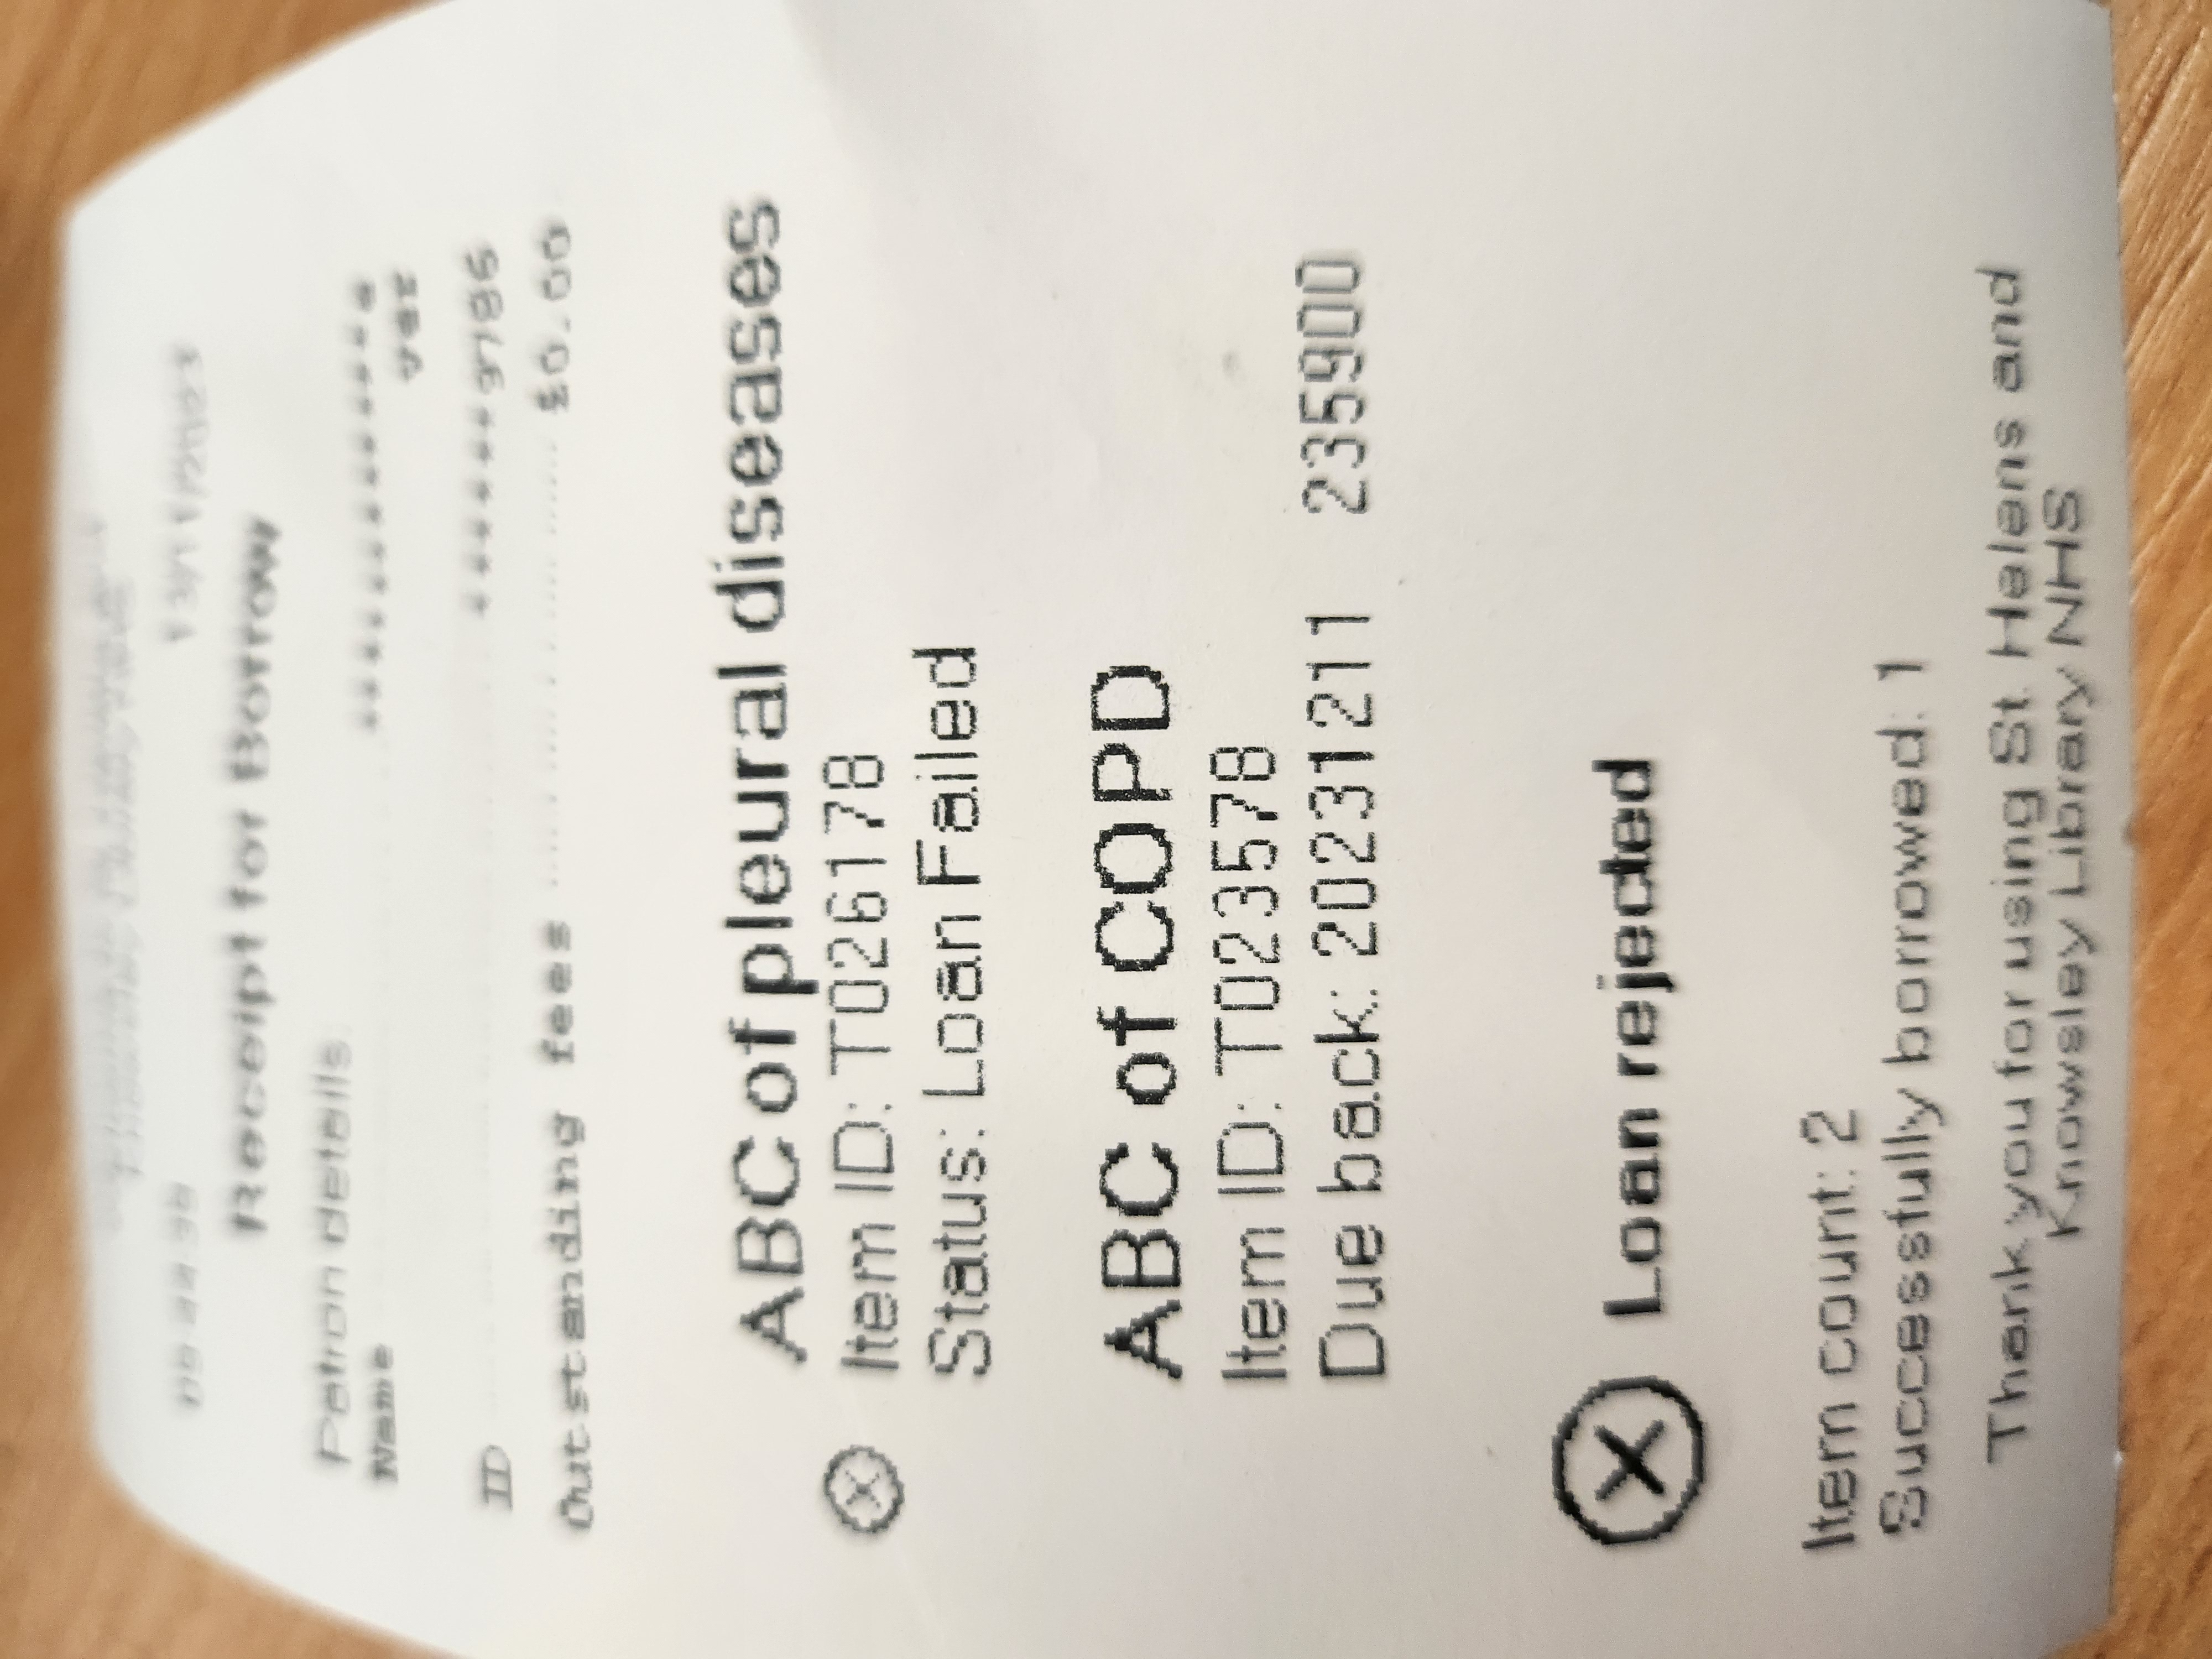 Receipt for Borrow
Patron details:
Name
ID
Outstanding fees ........................ £0.00
ABC of pleural diseases
Item ID: T026178
Status: Loan Failed
ABC of COPD
Item ID: T023578
Due back: 20231211 235900
Loan rejected
Item count: 2
Successfully borrowed: 1
Thank you for using St. Helens and
Knowsley Library NHS